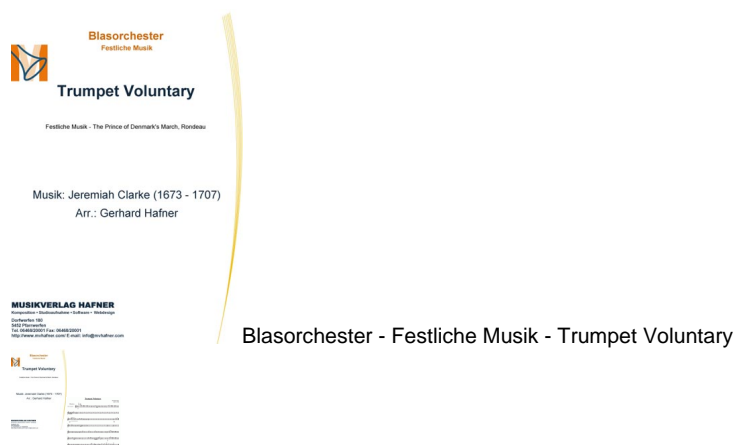 Blasorchester
Festliche Musik
Trumpet Voluntary
Festliche Musik - The Prince of Denmark's March, Rondeau
Musik: Jeremiah Clarke (1673 - 1707)
Arr.: Gerhard Hafner
MUSIKVERLAG HAFNER
Komposition • Studioaufnahme • Software • Webdesign
Dorfwerfen 180
5452 Pfarrwerfen
Tel. 06468/20001 Fax: 06468/20001
http://www.mvhafner.com/ E-mail: info@mvhafner.com
Blasorchester - Festliche Musik - Trumpet Voluntary
Trumpet Voluntary